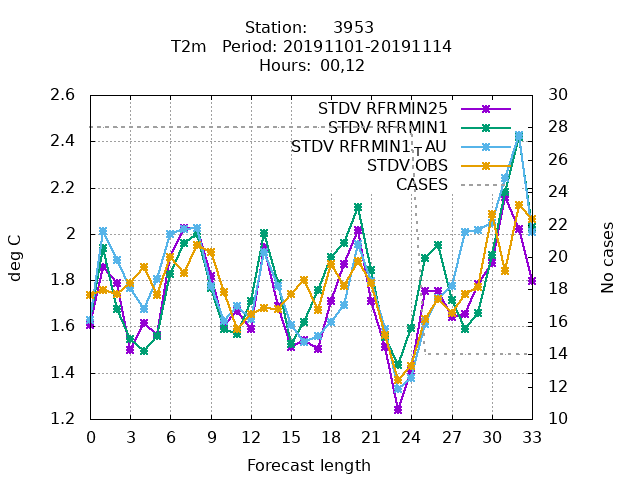 Station: 3953
T2m Period: 20191101-20191114
Hours: 00,12
2.6
2.4
2.2
2
1.8
1.6
1.4
1.2
deg C
30
28
26
24
22
20
18
16
14
12
10
No cases
STDV RFRMIN25
STDV RFRMIN1
STDV RFRMIN1_TAU
STDV OBS
CASES
0 3 6 9 12 15 18 21 24 27 30 33
Forecast length